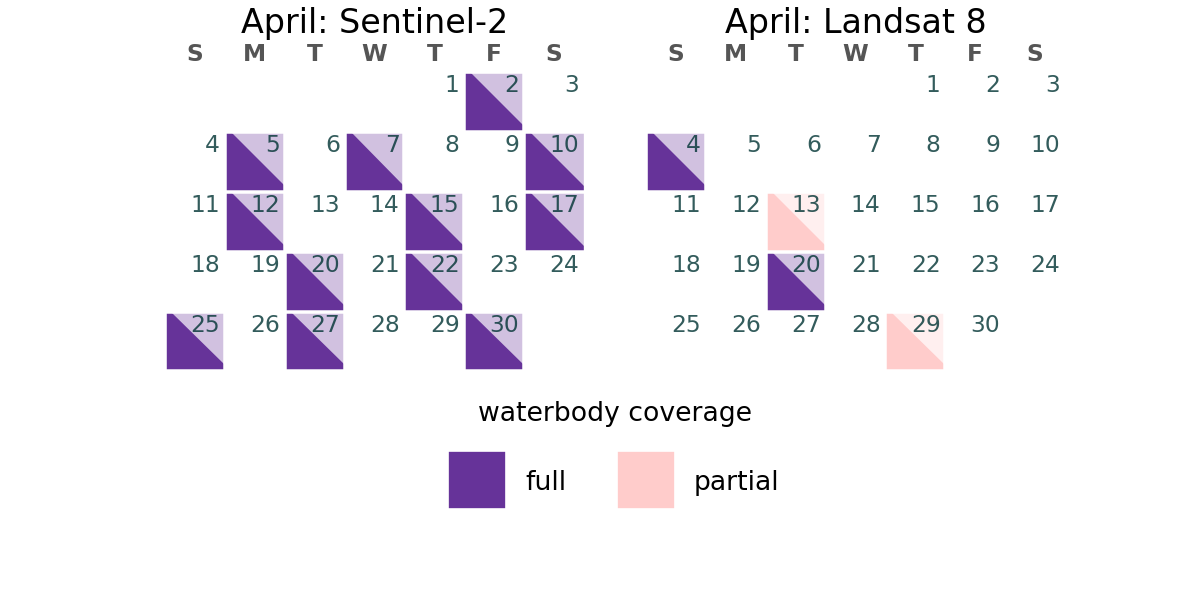 April: Sentinel-2
S M T W T F S
1 2 3
4 5 6 7 8 9 10
11 12 13 14 15 16 17
18 19 20 21 22 23 24
25 26 27 28 29 30
April: Landsat 8
S M T W T F S
1 2 3
4 5 6 7 8 9 10
11 12 13 14 15 16 17
18 19 20 21 22 23 24
25 26 27 28 29 30
waterbody coverage
full partial